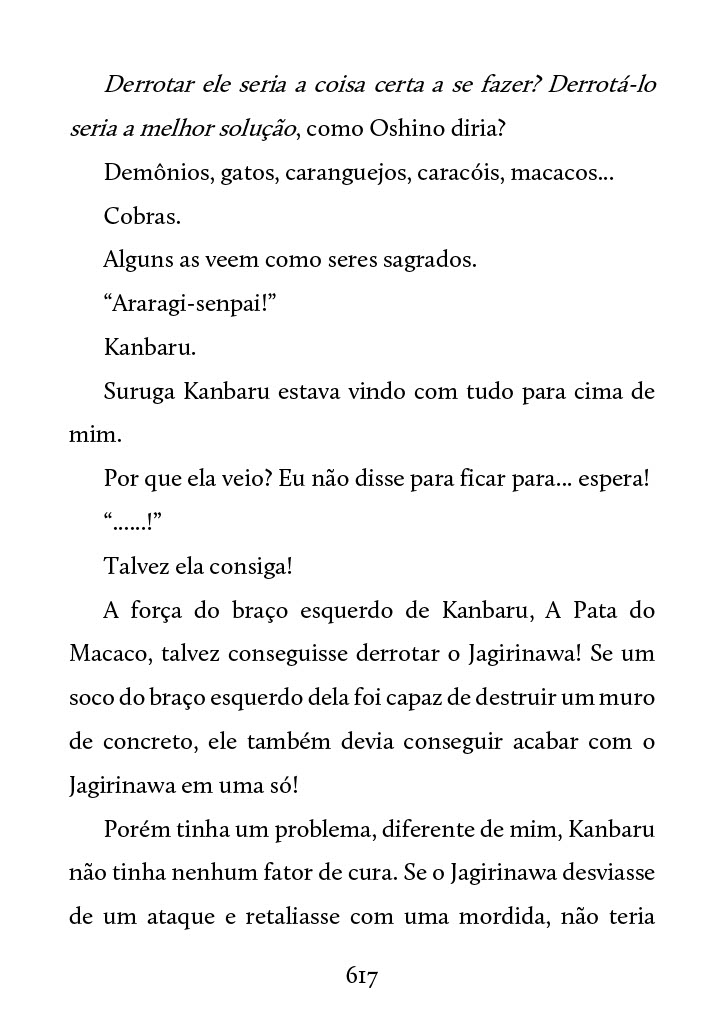 Derrotar ele seria a coisa certa a se fazer? Derrotá-lo
seria a melhor solução, como Oshino diria?
Demônios, gatos, caranguejos, caracóis, macacos...
Cobras.
Alguns as veem como seres sagrados.
“Araragi-senpai!”
Kanbaru.
Suruga Kanbaru estava vindo com tudo para cima de
mim.
Por que ela veio? Eu não disse para ficar para... espera!
“......!”
Talvez ela consiga!
A força do braço esquerdo de Kanbaru, A Pata do
Macaco, talvez conseguisse derrotar o Jagirinawa! Se um
soco do braço esquerdo dela foi capaz de destruir um muro
de concreto, ele também devia conseguir acabar com o
Jagirinawa em uma só!
Porém tinha um problema, diferente de mim, Kanbaru
não tinha nenhum fator de cura. Se o Jagirinawa desviasse
de um ataque e retaliasse com uma mordida, não teria
617